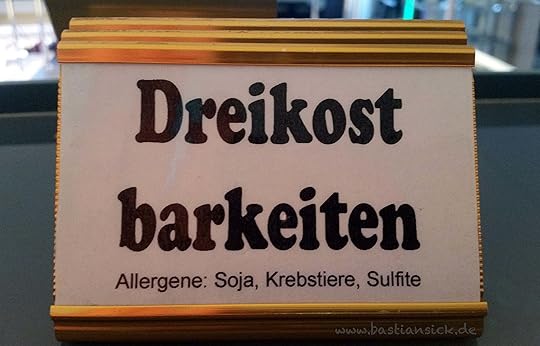 Dreikost
barkeiten
Allergene: Soja, Krebstiere, Sulfite
www.bastiansick.de